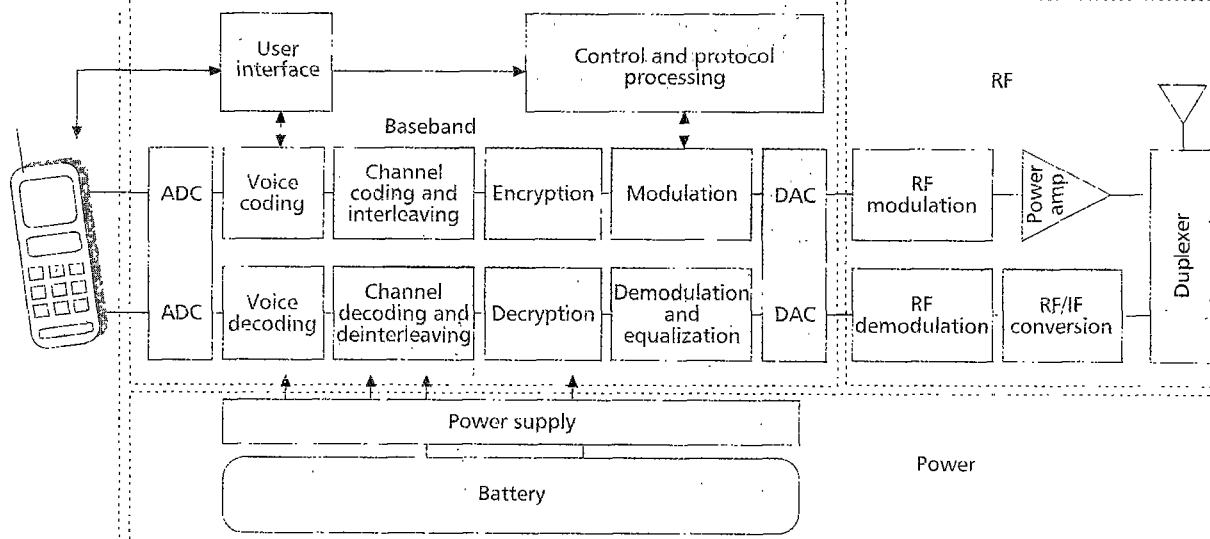 User
interface
Control and protocol
processing
RF
Baseband
ADC
Voice
coding
Channel
coding and
interleaving
Encryption
Modulation
DAC
RF
modulation
Power
amp
Duplexer
ADC
Voice
decoding
Channel
decoding and
deinterleaving
Decryption
Demodulation
and
equalization
DAC
RF
demodulation
RF/IF
conversion
Power supply
Battery
Power